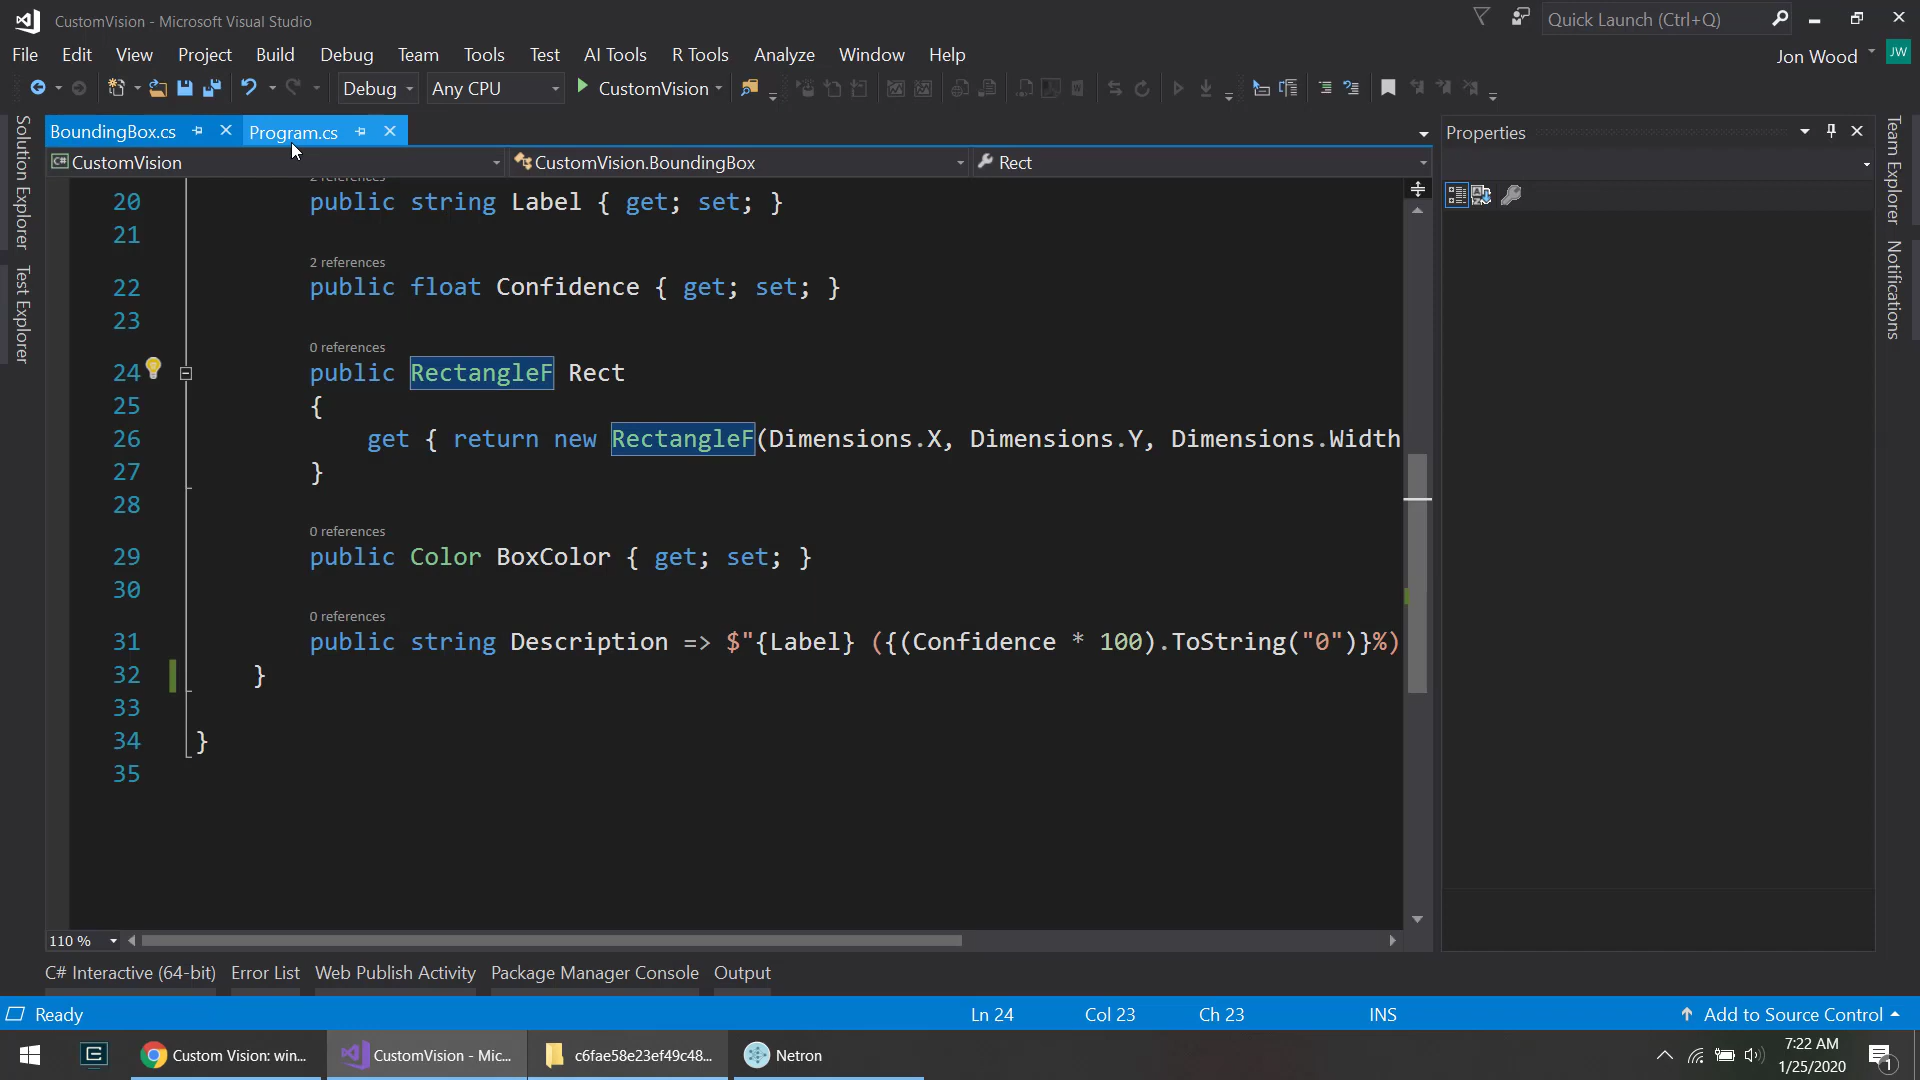 CustomVision - Microsoft Visual Studio
Quick Launch (Ctrl+Q)
File Edit View Project Build Debug Team Tools Test AI Tools R Tools Analyze Window Help
Jon Wood JW
Debug Any CPU CustomVision
BoundingBox.cs Program.cs
Properties
C# CustomVision CustomVision.BoundingBox Rect
Solution Explorer
Test Explorer
Team Explorer
Notifications
2 references
20 public string Label { get; set; }
21
2 references
22 public float Confidence { get; set; }
23
0 references
24 public RectangleF Rect
25 {
26 get { return new RectangleF(Dimensions.X, Dimensions.Y, Dimensions.Width
27 }
28
0 references
29 public Color BoxColor { get; set; }
30
0 references
31 public string Description => $"{Label} ({(Confidence * 100).ToString("0")}%)
32 }
33
34 }
35
110 %
C# Interactive (64-bit) Error List Web Publish Activity Package Manager Console Output
Ready Ln 24 Col 23 Ch 23 INS Add to Source Control
Custom Vision: win... CustomVision - Mic... c6fae58e23ef49c48... Netron
7:22 AM
1/25/2020
1